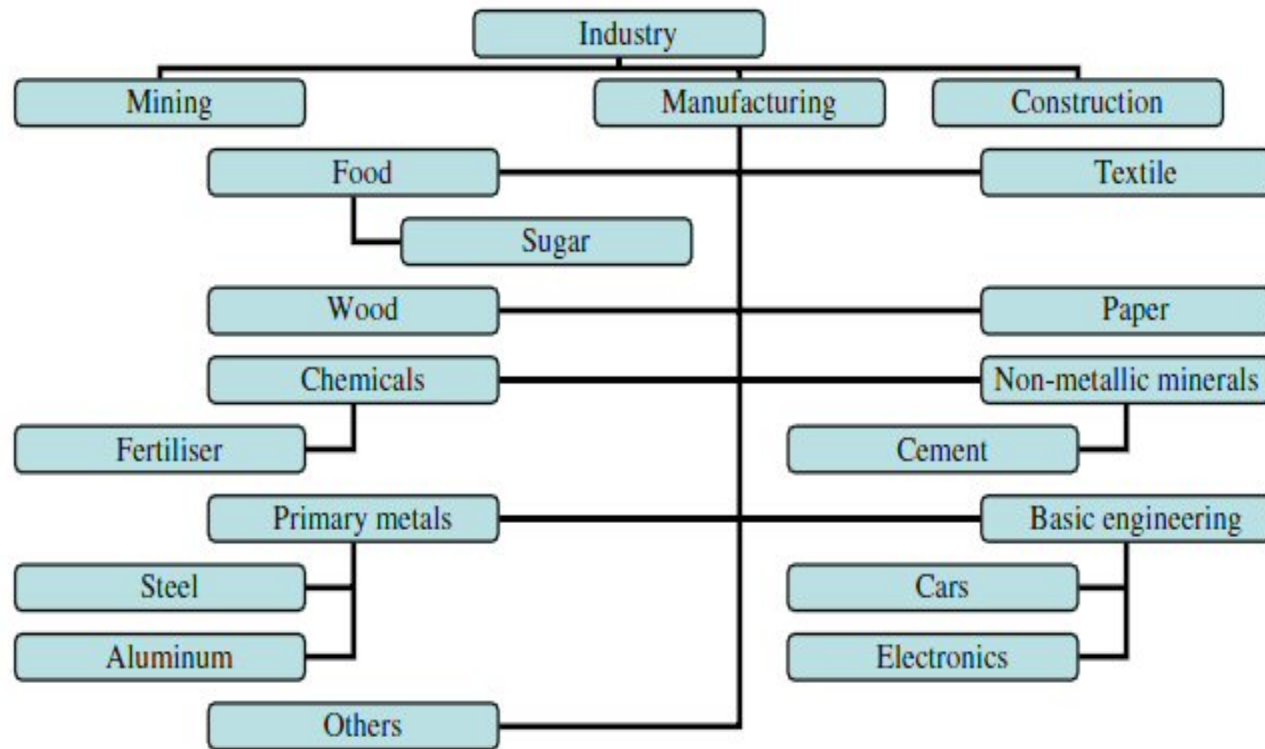 Industry
Mining
Manufacturing
Construction
Food
Textile
Sugar
Wood
Paper
Chemicals
Non-metallic minerals
Fertiliser
Cement
Primary metals
Basic engineering
Steel
Cars
Aluminum
Electronics
Others